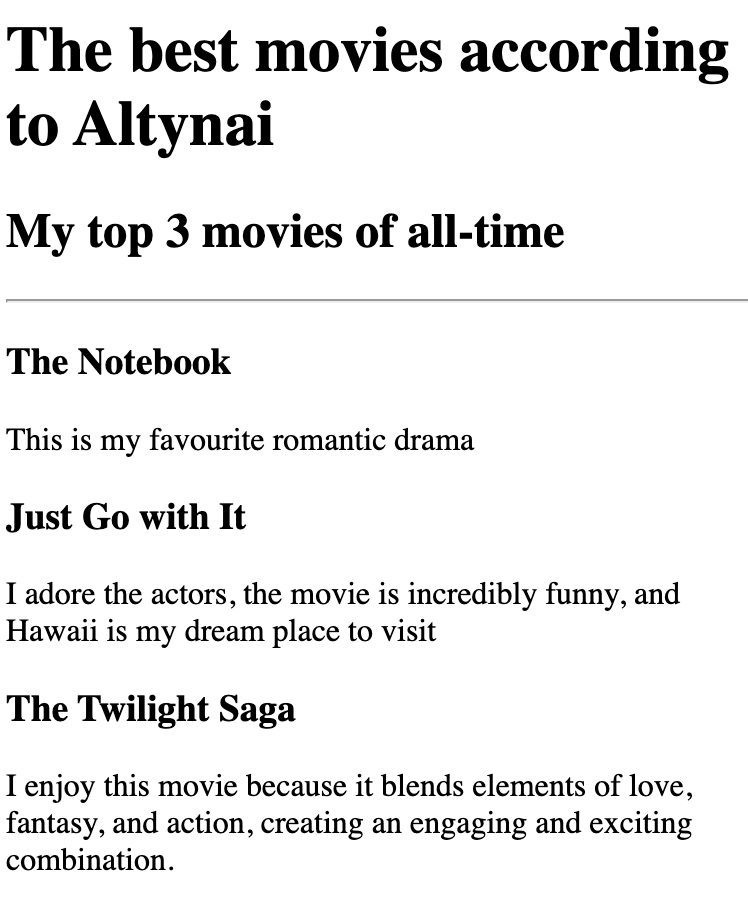 The best movies according
to Altynai
My top 3 movies of all-time
The Notebook
This is my favourite romantic drama
Just Go with It
I adore the actors, the movie is incredibly funny, and
Hawaii is my dream place to visit
The Twilight Saga
I enjoy this movie because it blends elements of love,
fantasy, and action, creating an engaging and exciting
combination.